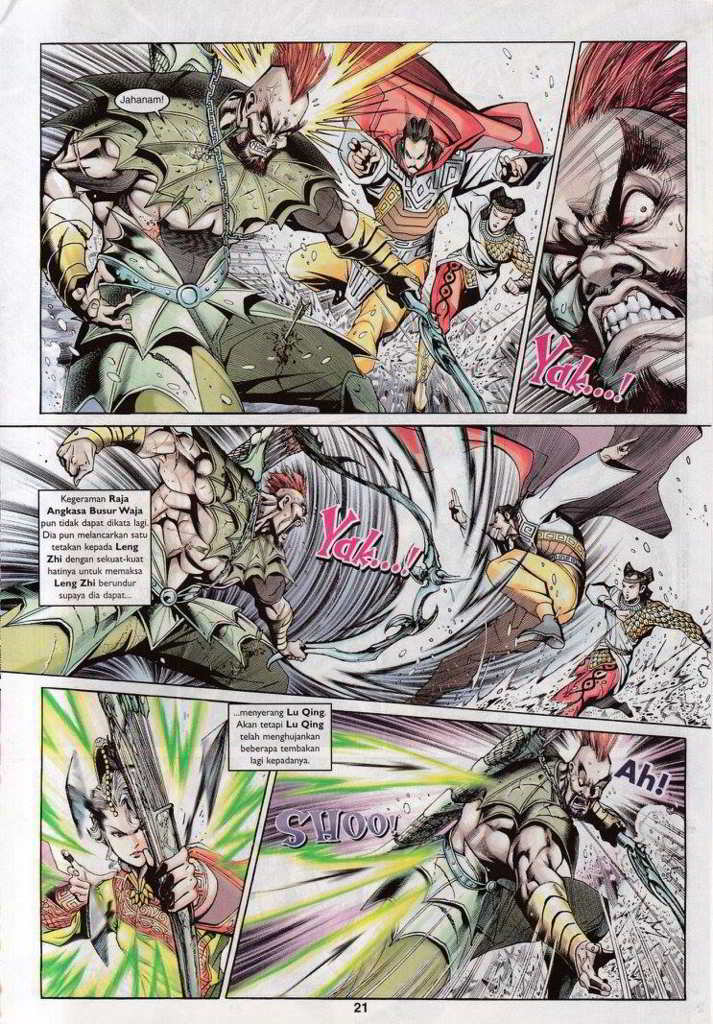 Jahanam!
Yak....!
Kegeraman Raja
Angkasa Busur Waja
pun tidak dapat dikata lagi.
Dia pun melancarkan satu
tetakan kepada Leng
Zhi dengan sekuat-kuat
hatinya untuk memaksa
Leng Zhi berundur
supaya dia dapat...
Yak....!
...menyerang Lu Qing.
Akan tetapi Lu Qing
telah menghujankan
beberapa tembakan
lagi kepadanya.
SHOO!
Ah!
21